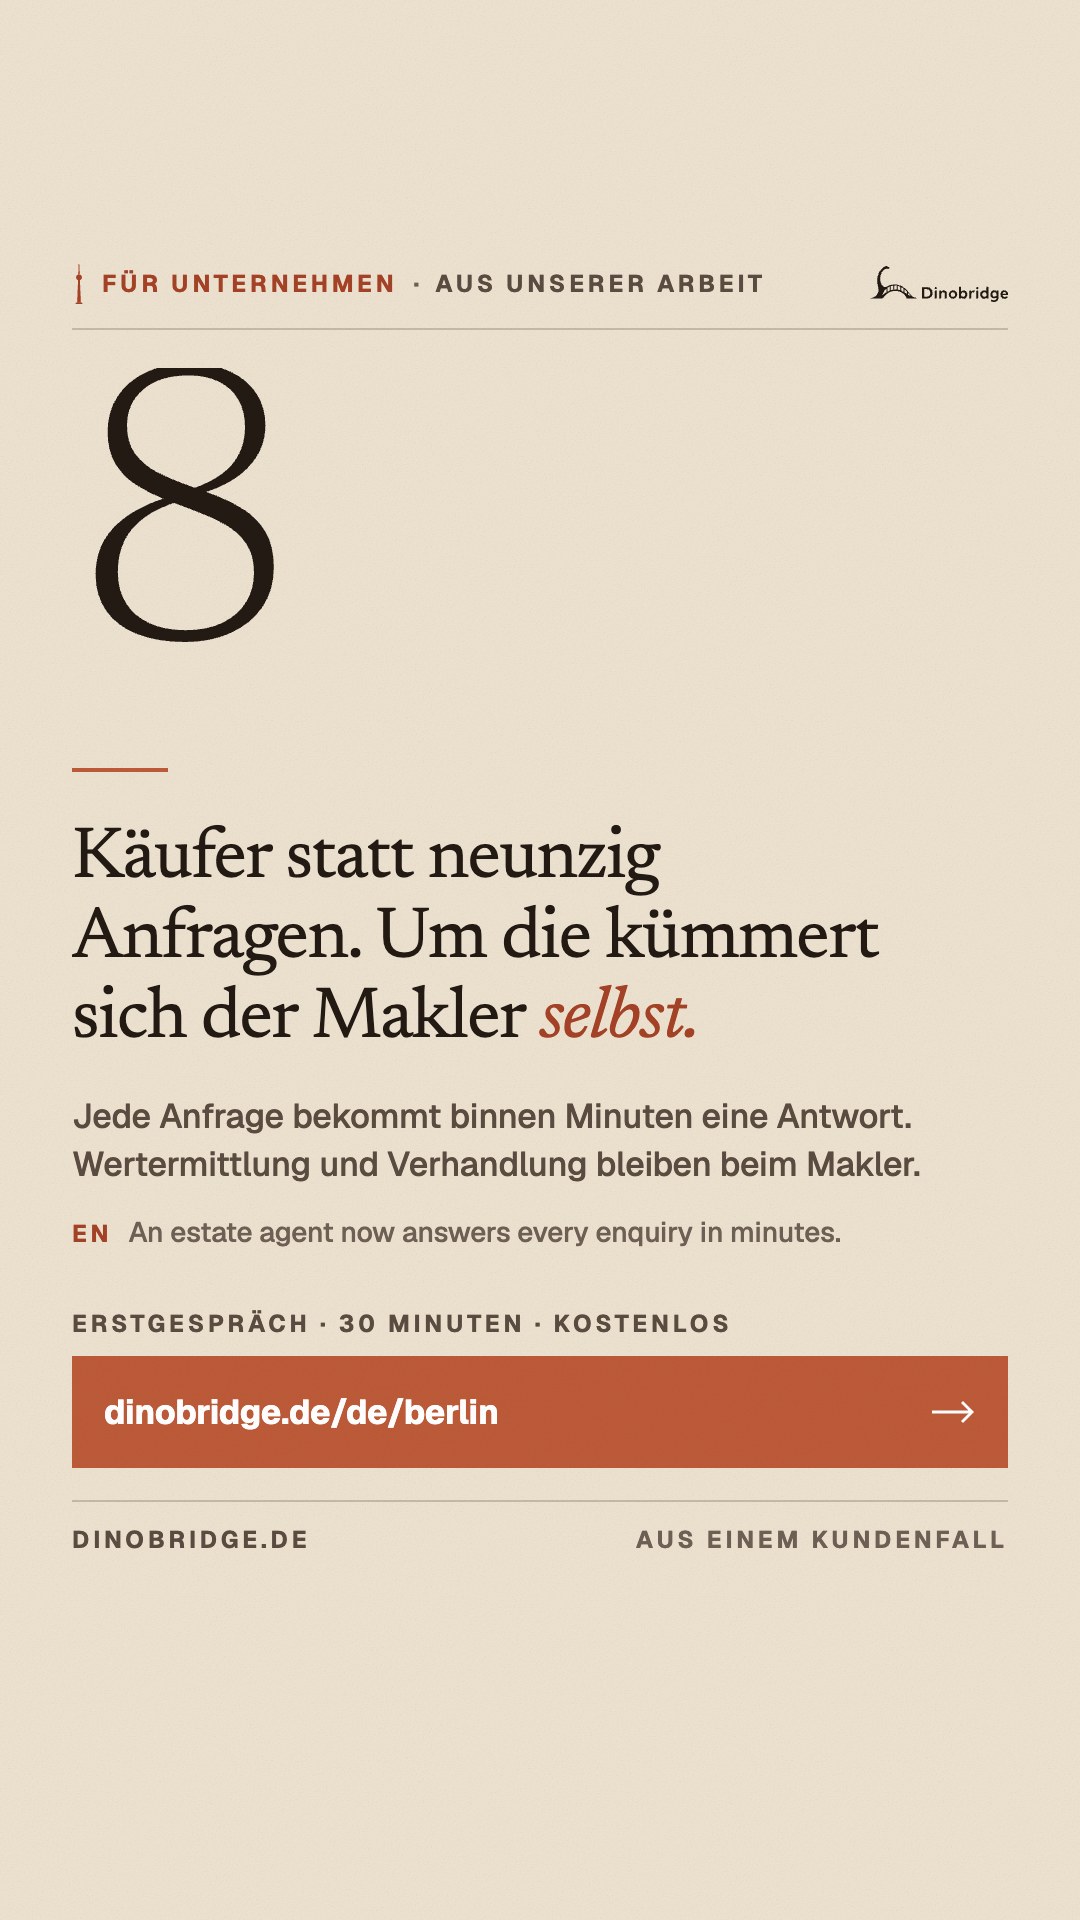 FÜR UNTERNEHMEN · AUS UNSERER ARBEIT
Dinobridge
8
Käufer statt neunzig
Anfragen. Um die kümmert
sich der Makler selbst.
Jede Anfrage bekommt binnen Minuten eine Antwort.
Wertermittlung und Verhandlung bleiben beim Makler.
EN An estate agent now answers every enquiry in minutes.
ERSTGESPRÄCH · 30 MINUTEN · KOSTENLOS
dinobridge.de/de/berlin →
DINOBRIDGE.DE
AUS EINEM KUNDENFALL